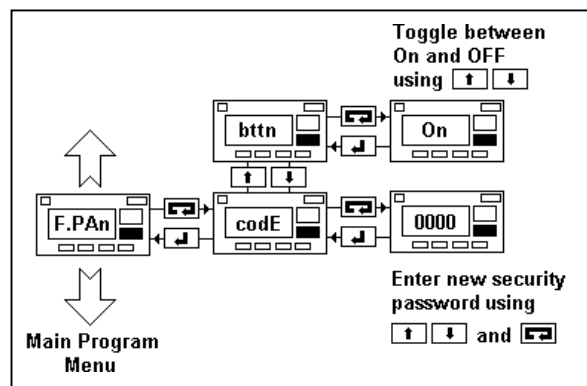 Toggle between
On and OFF
using
bttn
On
F.PAn
codE
0000
Enter new security
password using
and
Main Program
Menu